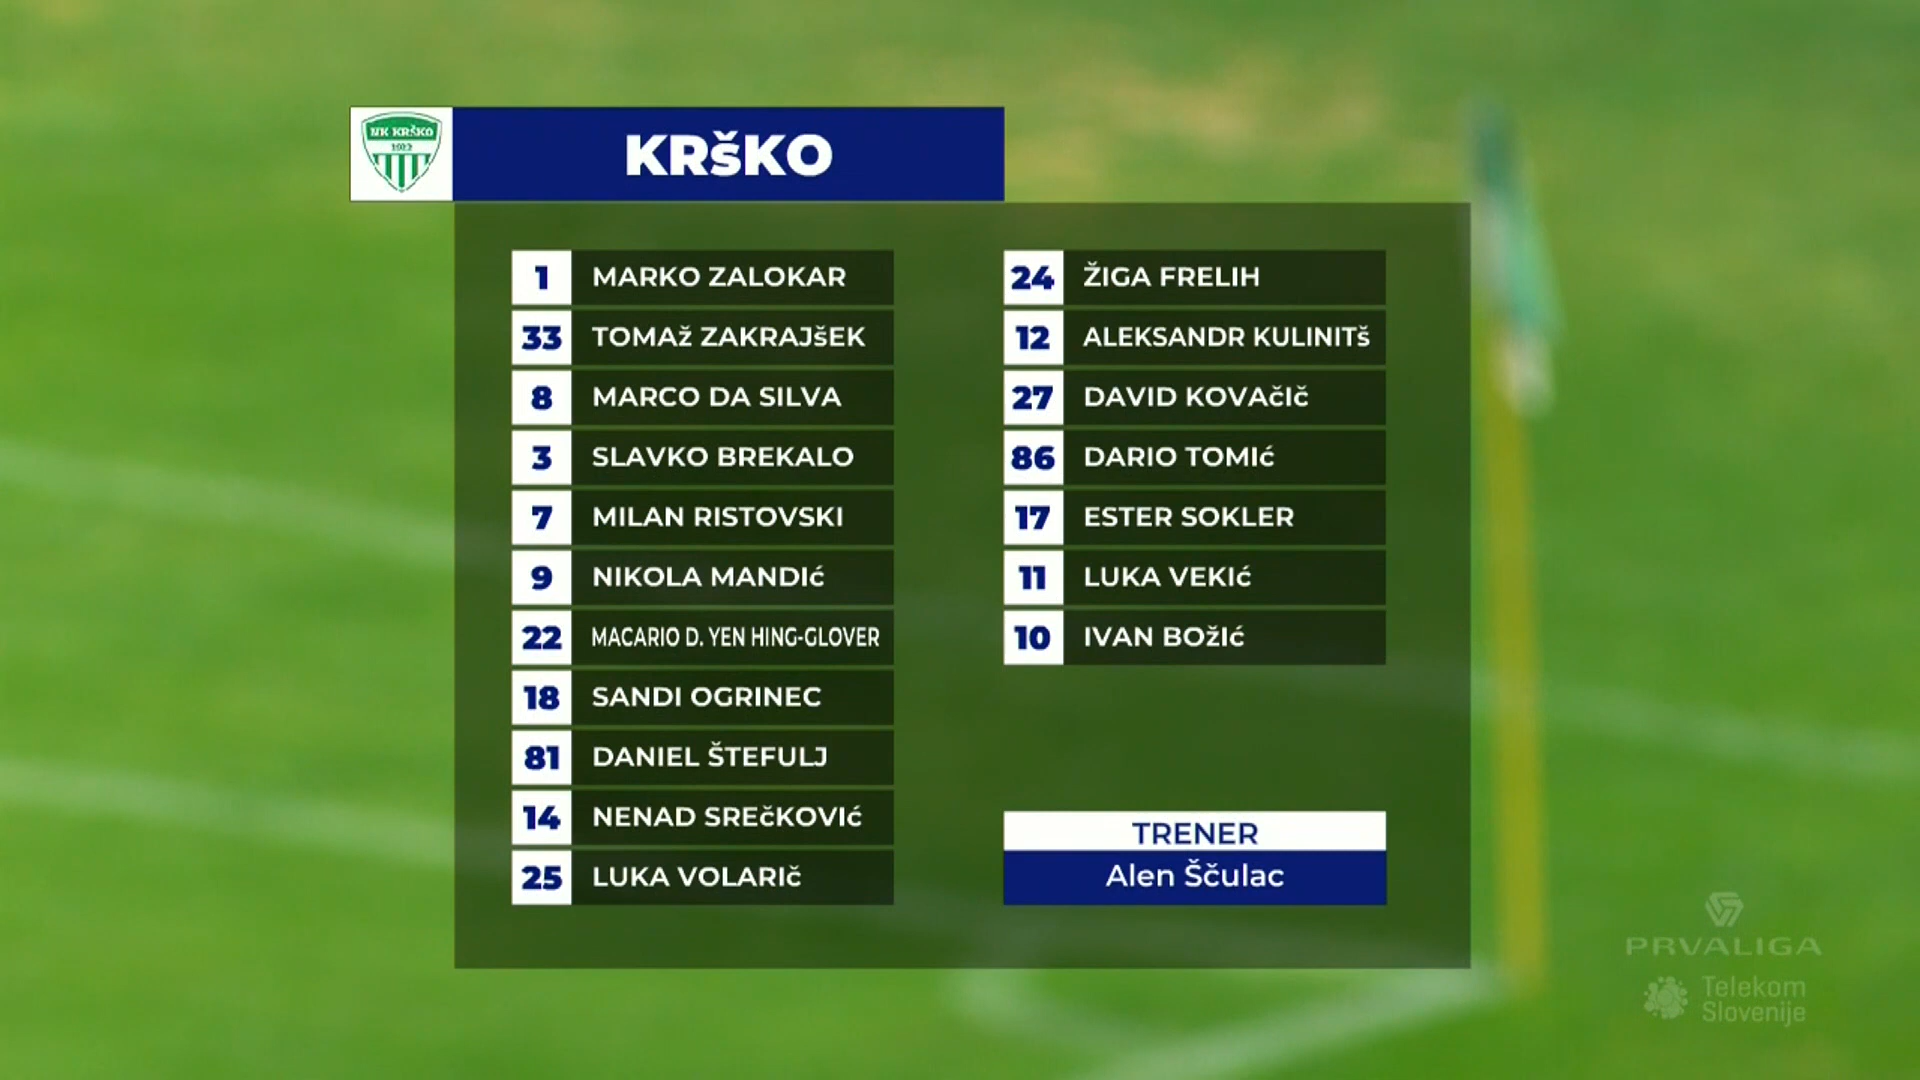 NK KRŠKO
1922
KRšKO
1 MARKO ZALOKAR
33 TOMAž ZAKRAJšEK
8 MARCO DA SILVA
3 SLAVKO BREKALO
7 MILAN RISTOVSKI
9 NIKOLA MANDIć
22 MACARIO D. YEN HING-GLOVER
18 SANDI OGRINEC
81 DANIEL ŠTEFULJ
14 NENAD SREčKOVIć
25 LUKA VOLARIč
24 ŽIGA FRELIH
12 ALEKSANDR KULINITš
27 DAVID KOVAčIč
86 DARIO TOMIć
17 ESTER SOKLER
11 LUKA VEKIć
10 IVAN BOžIć
TRENER
Alen Ščulac
PRVALIGA
Telekom
Slovenije